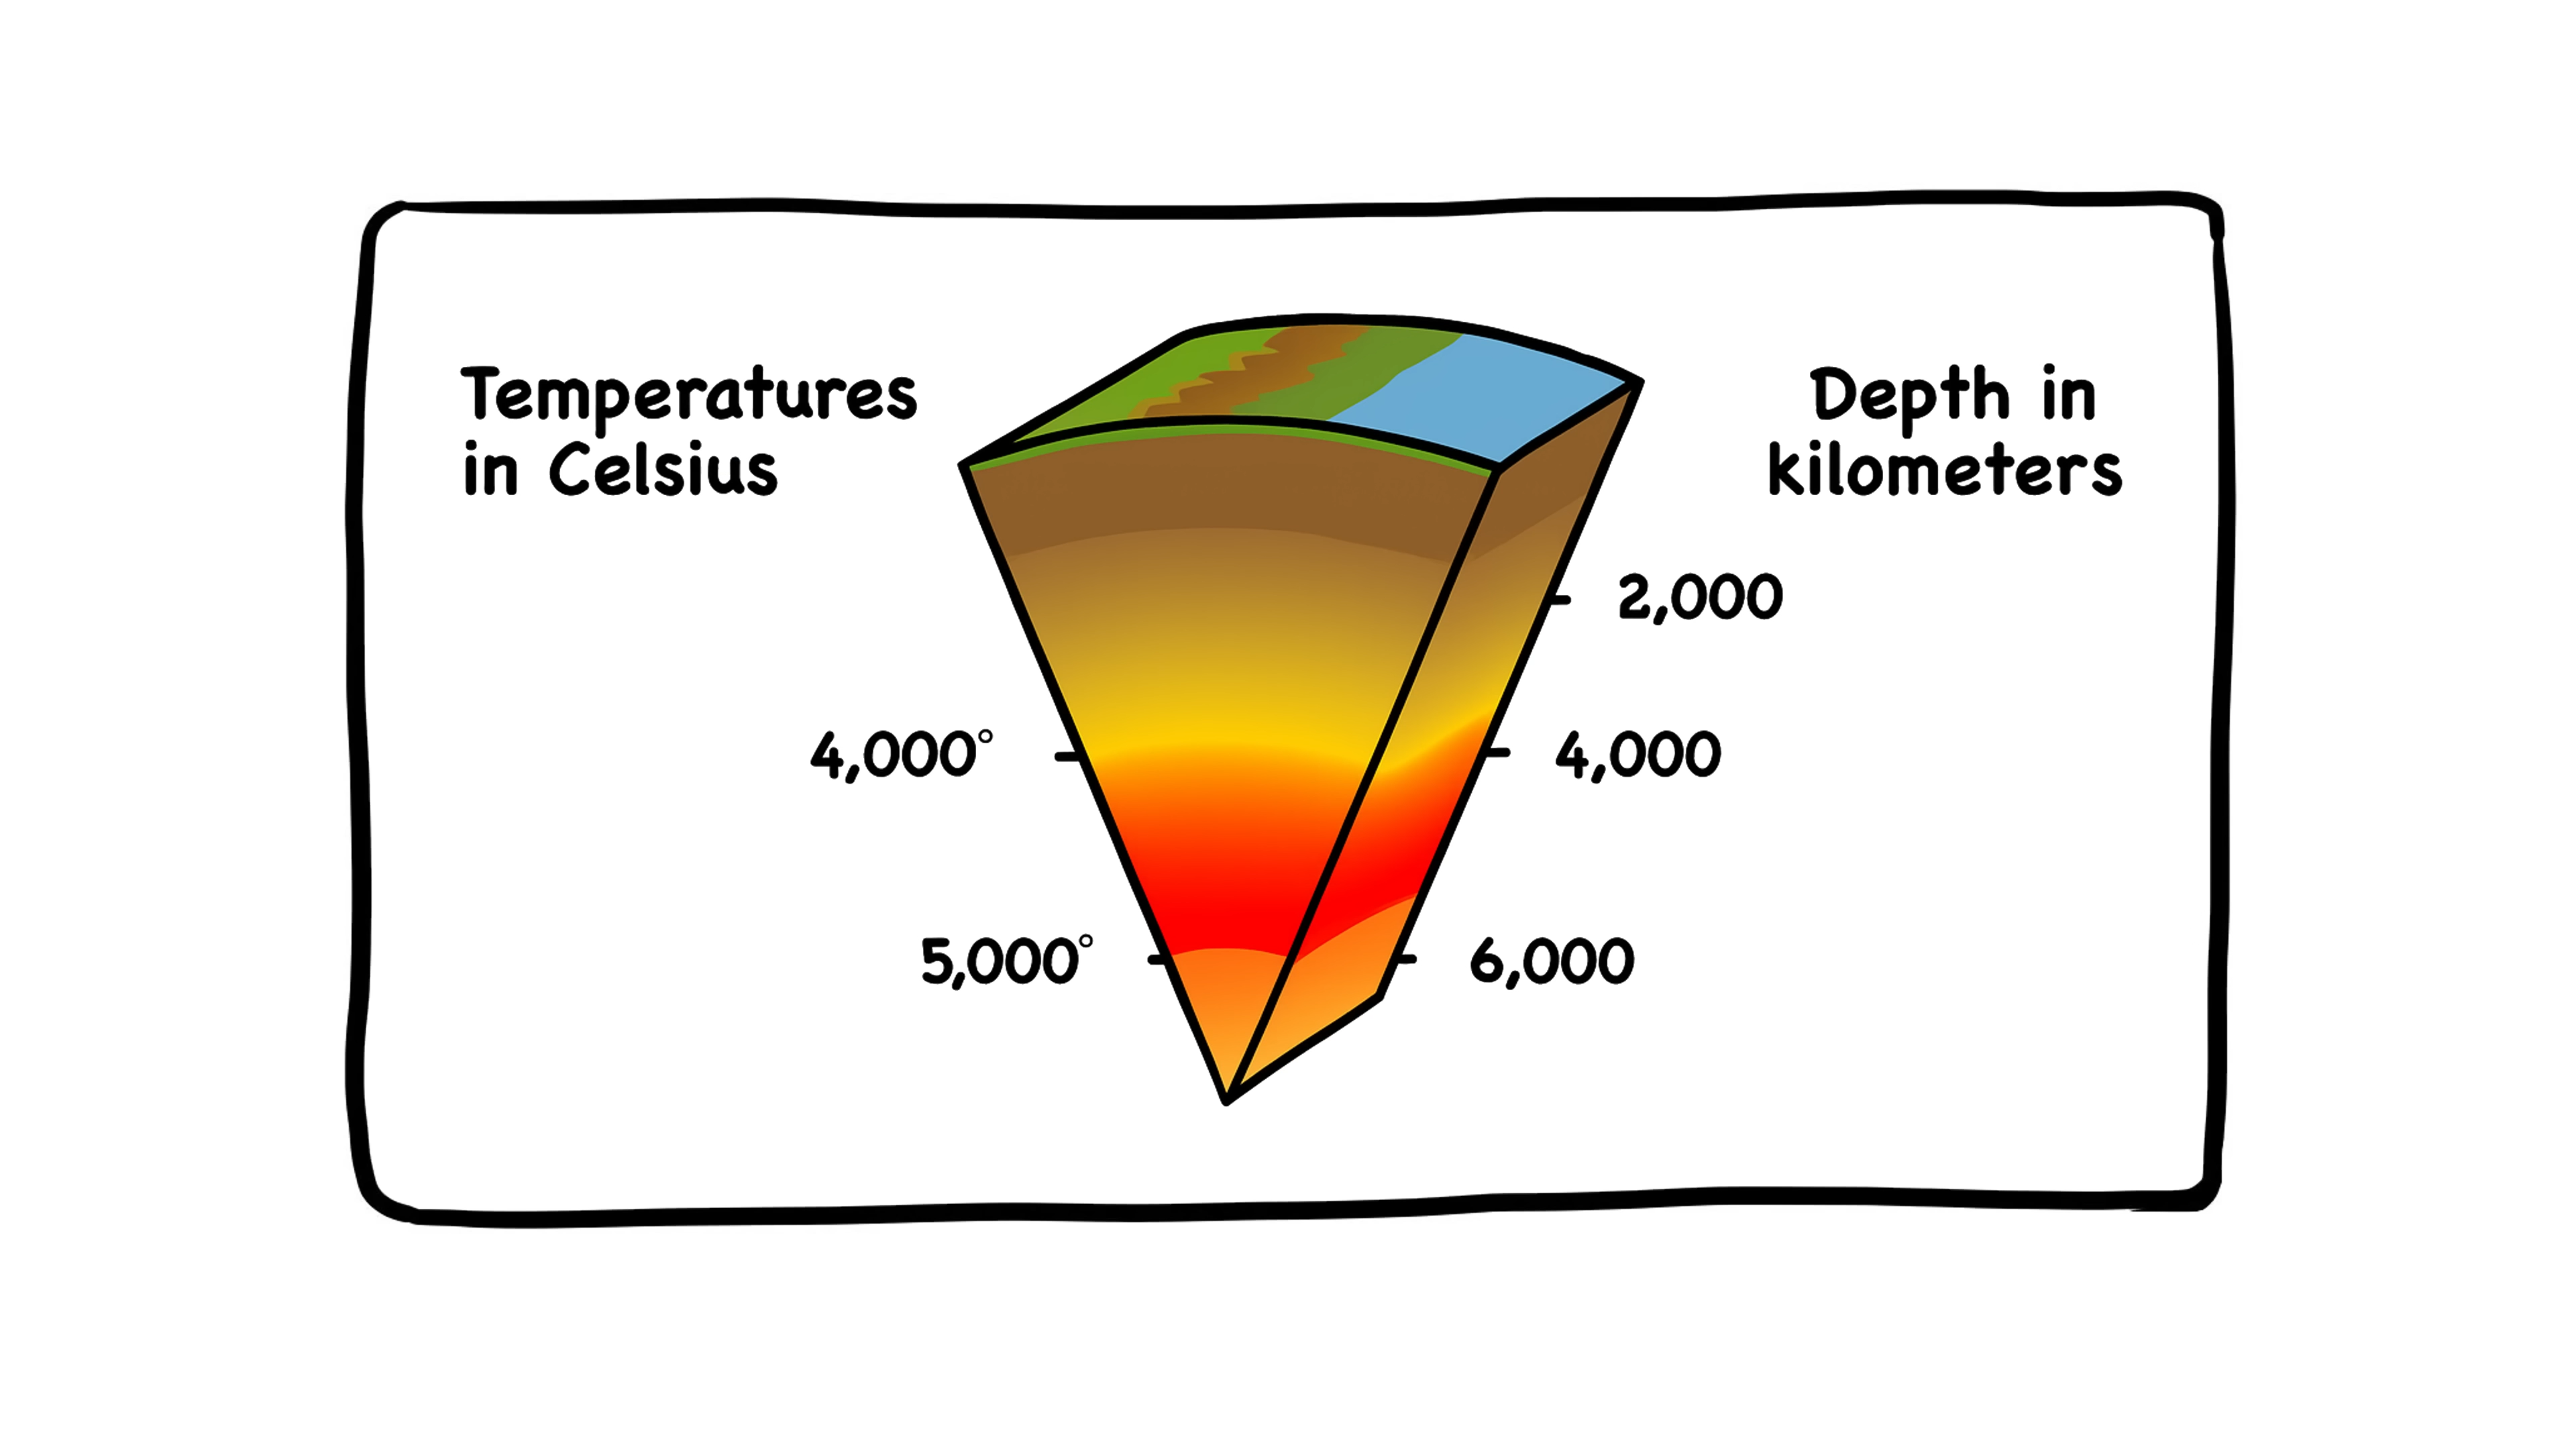 Temperatures
in Celsius
Depth in
kilometers
2,000
4,000°
4,000
5,000°
6,000